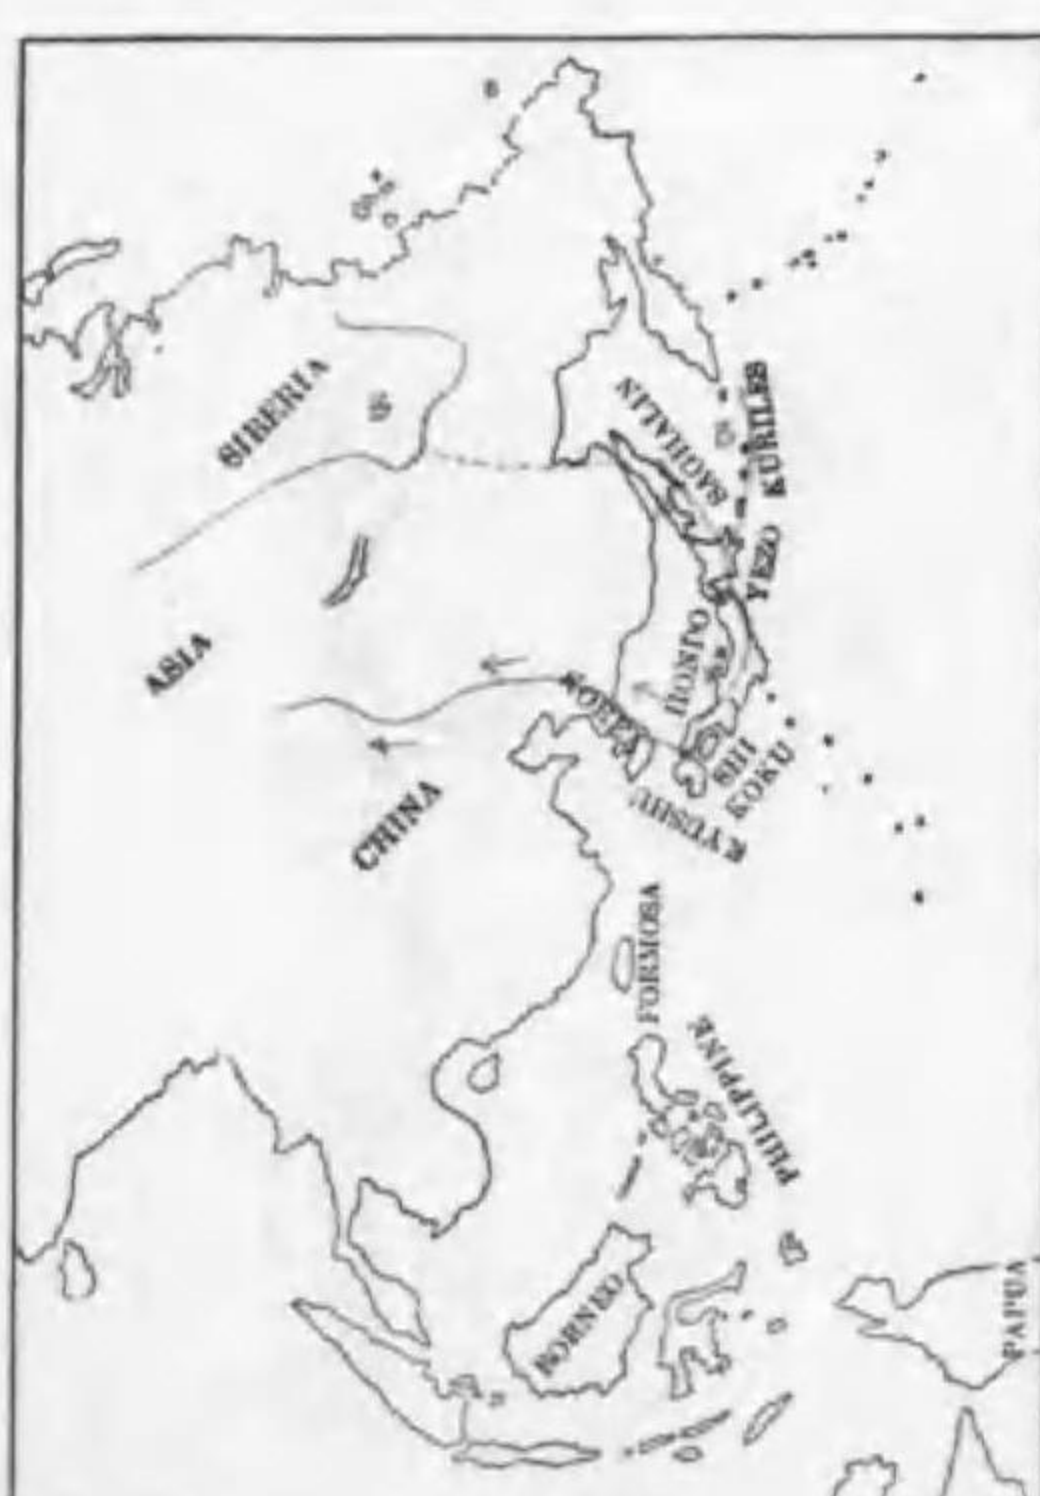 SIBERIA
SAGHALIN
KURILES
YEZO
ASIA
HONDO
KOREA
SHI
KOKU
KYUSHU
CHINA
FORMOSA
PHILIPPINE
BORNEO
PAPUA